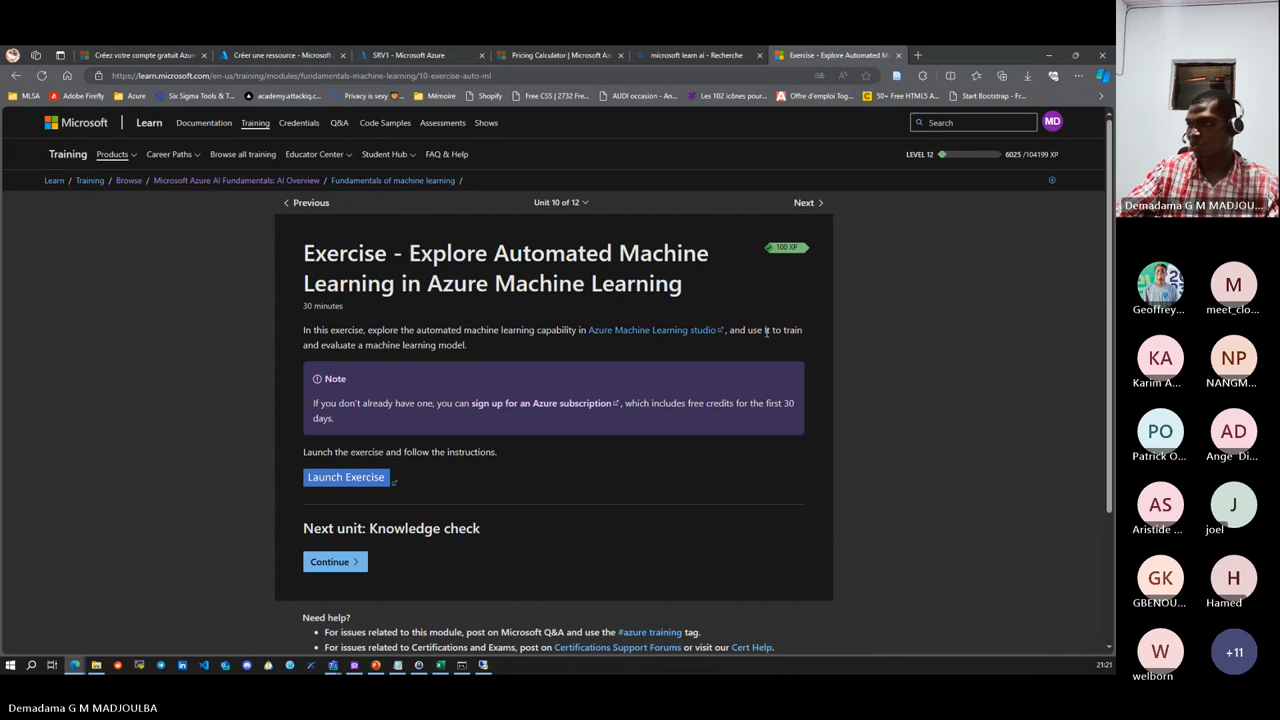 Créez votre compte gratuit Azur
Créer une ressource - Microsoft
SRV1 - Microsoft Azure
Pricing Calculator | Microsoft Az
microsoft learn ai – Recherche
Exercise - Explore Automated M
https://learn.microsoft.com/en-us/training/modules/fundamentals-machine-learning/10-exercise-auto-ml
MLSA
Adobe Firefly
Azure
Six Sigma Tools & T...
academy.attackiq.c...
Privacy is sexy
Mémoire
Shopify
Free CSS | 2732 Fre...
AUDI occasion - An...
Les 102 icônes pour...
Offre d'emploi Tog...
50+ Free HTML5 A...
Start Bootstrap - Fr...
Microsoft
Learn
Documentation
Training
Credentials
Q&A
Code Samples
Assessments
Shows
Search
MD
Training
Products
Career Paths
Browse all training
Educator Center
Student Hub
FAQ & Help
LEVEL 12
6025 /104199 XP
Learn / Training / Browse / Microsoft Azure AI Fundamentals: AI Overview / Fundamentals of machine learning /
Previous
Unit 10 of 12
Next
Exercise - Explore Automated Machine
Learning in Azure Machine Learning
100 XP
30 minutes
In this exercise, explore the automated machine learning capability in Azure Machine Learning studio, and use it to train
and evaluate a machine learning model.
Note
If you don't already have one, you can sign up for an Azure subscription, which includes free credits for the first 30
days.
Launch the exercise and follow the instructions.
Launch Exercise
Next unit: Knowledge check
Continue
Need help?
• For issues related to this module, post on Microsoft Q&A and use the #azure training tag.
• For issues related to Certifications and Exams, post on Certifications Support Forums or visit our Cert Help.
21:21
Demadama G M MADJOU...
Geoffrey...
M
meet_clo...
KA
Karim A...
NP
NANGM...
PO
Patrick O...
AD
Ange Di...
AS
Aristide ...
J
joel
GK
GBENOU...
H
Hamed
W
welborn
+11
Demadama G M MADJOULBA